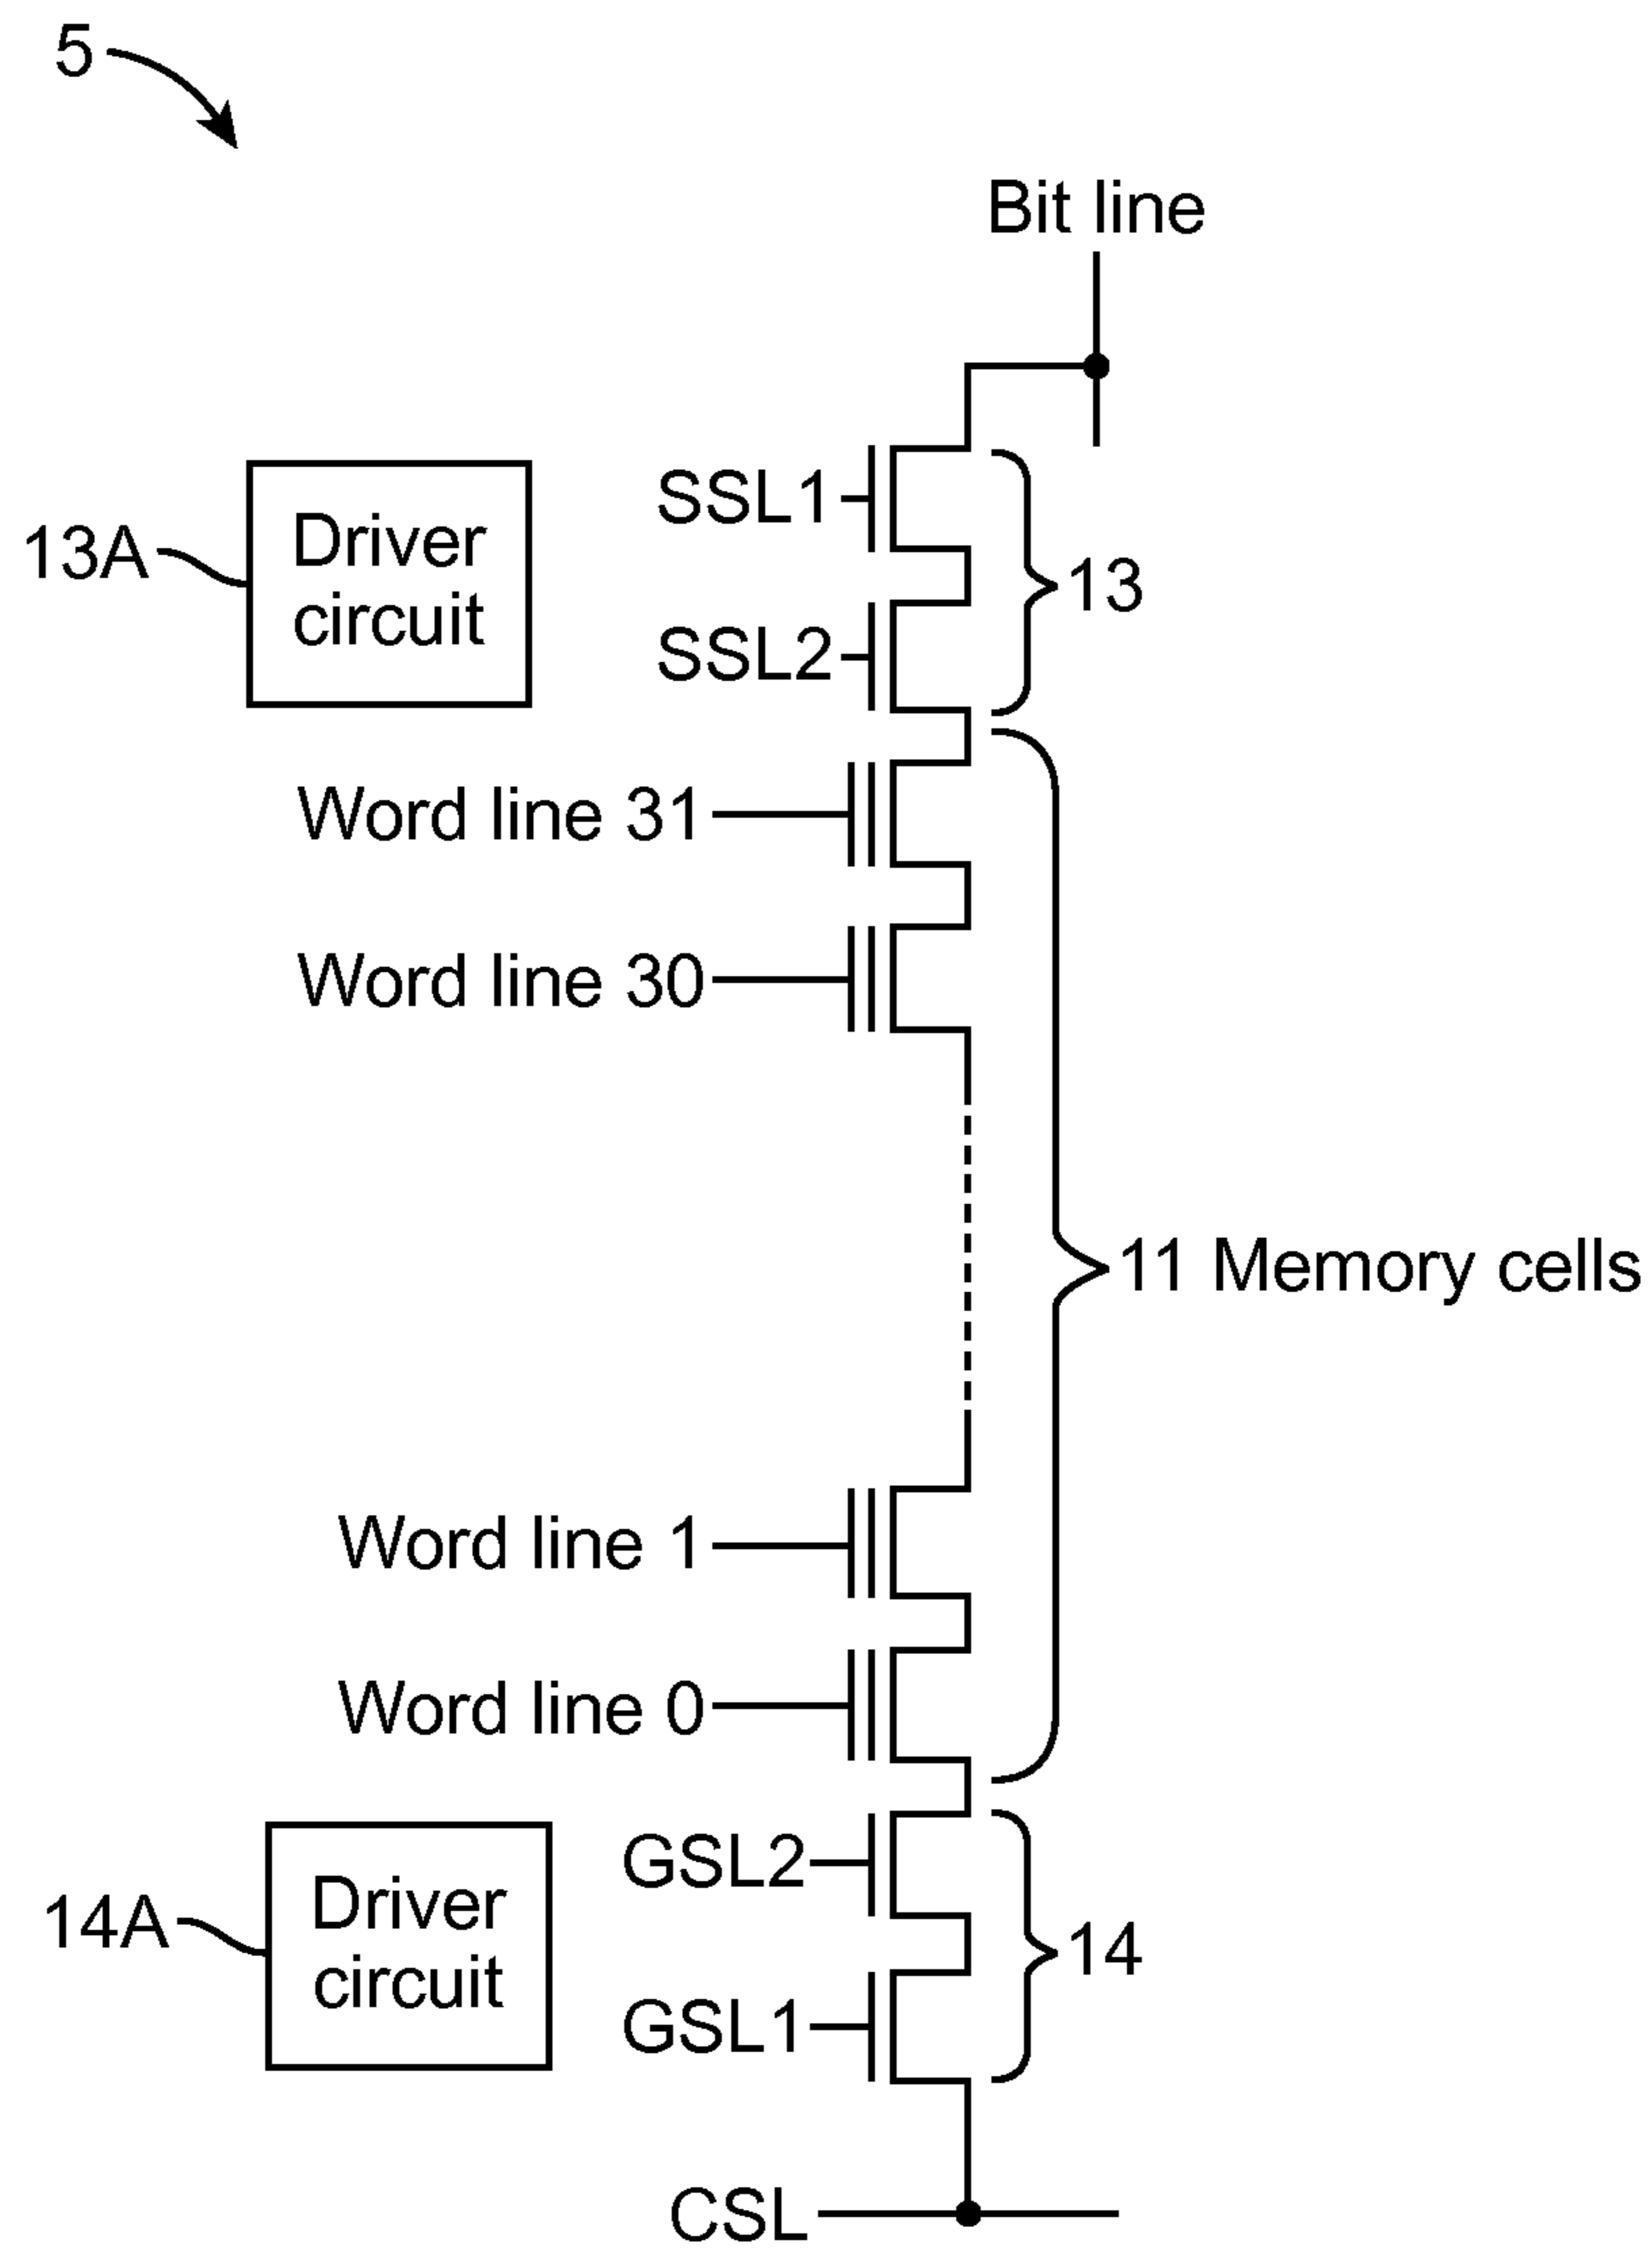 5
Bit line
SSL1
13A
Driver
circuit
13
SSL2
Word line 31
Word line 30
11 Memory cells
Word line 1
Word line 0
GSL2
14A
Driver
circuit
14
GSL1
CSL